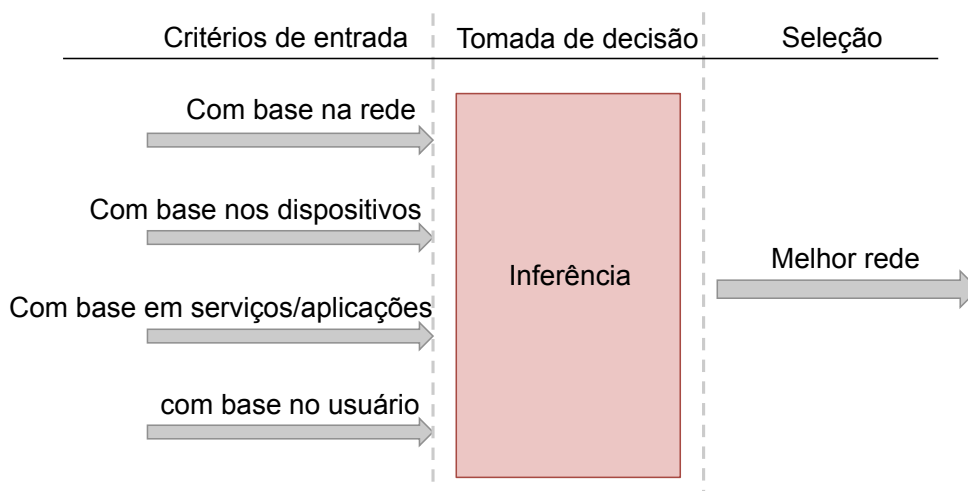 Critérios de entrada
Tomada de decisão
Seleção
Com base na rede
Com base nos dispositivos
Com base em serviços/aplicações
com base no usuário
Inferência
Melhor rede